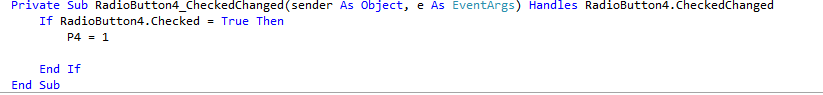 Private Sub RadioButton4_CheckedChanged(sender As Object, e As EventArgs) Handles RadioButton4.CheckedChanged
    If RadioButton4.Checked = True Then
        P4 = 1

    End If
End Sub